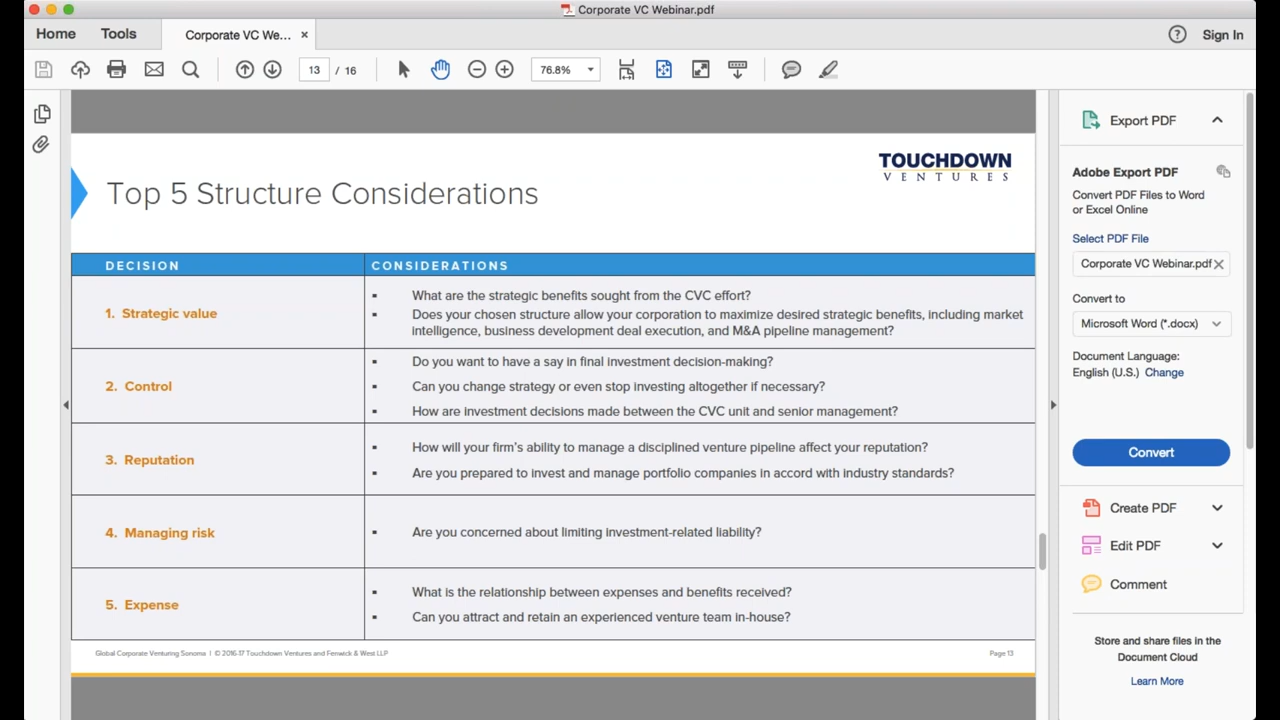 Corporate VC Webinar.pdf
Home
Tools
Corporate VC We...
Sign In
13 / 16
76.8%
TOUCHDOWN
VENTURES
Top 5 Structure Considerations
DECISION
CONSIDERATIONS
1. Strategic value
What are the strategic benefits sought from the CVC effort?
Does your chosen structure allow your corporation to maximize desired strategic benefits, including market
intelligence, business development deal execution, and M&A pipeline management?
2. Control
Do you want to have a say in final investment decision-making?
Can you change strategy or even stop investing altogether if necessary?
How are investment decisions made between the CVC unit and senior management?
3. Reputation
How will your firm's ability to manage a disciplined venture pipeline affect your reputation?
Are you prepared to invest and manage portfolio companies in accord with industry standards?
4. Managing risk
Are you concerned about limiting investment-related liability?
5. Expense
What is the relationship between expenses and benefits received?
Can you attract and retain an experienced venture team in-house?
Global Corporate Venturing Sonoma | © 2016-17 Touchdown Ventures and Fenwick & West LLP
Page 13
Export PDF
Adobe Export PDF
Convert PDF Files to Word
or Excel Online
Select PDF File
Corporate VC Webinar.pdf
Convert to
Microsoft Word (*.docx)
Document Language:
English (U.S.) Change
Convert
Create PDF
Edit PDF
Comment
Store and share files in the
Document Cloud
Learn More